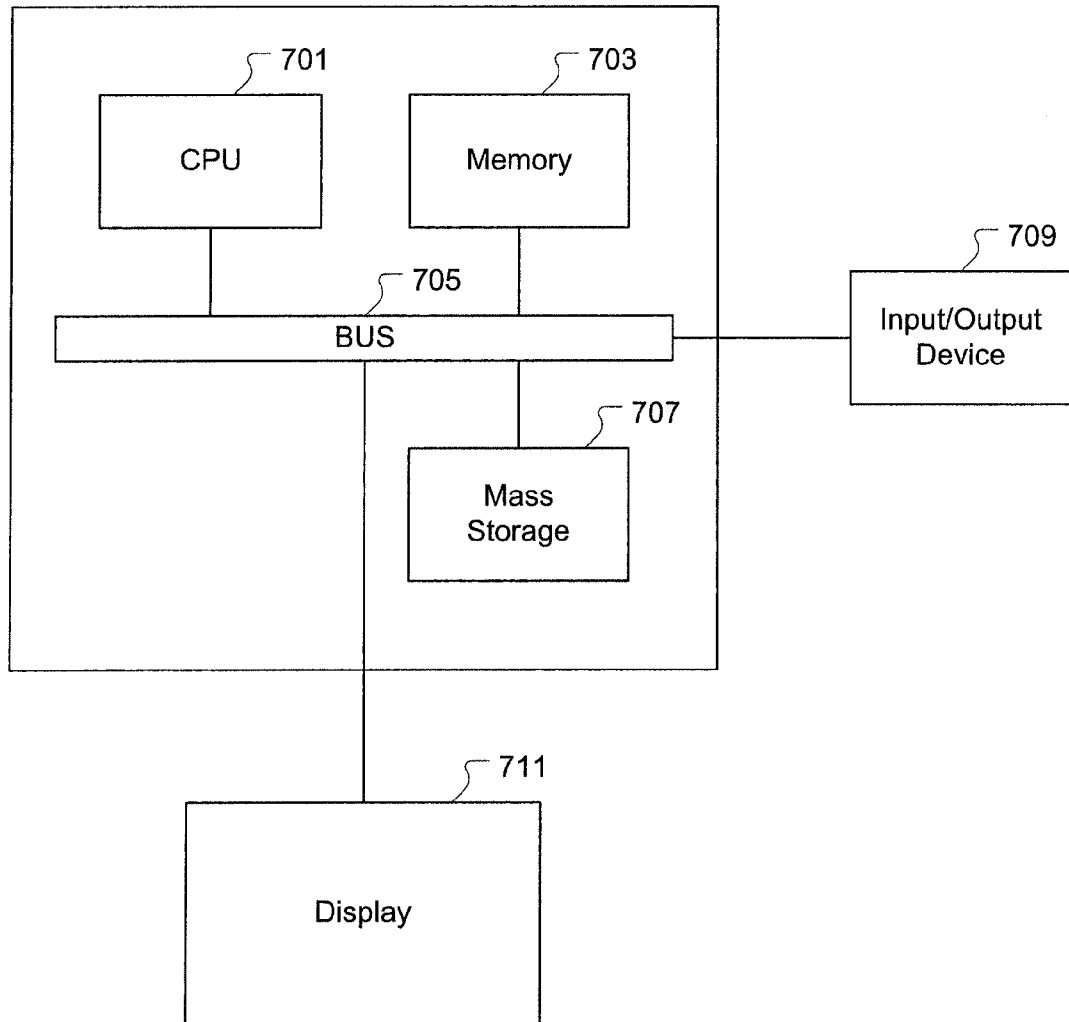 701
703
CPU
Memory
709
705
BUS
Input/Output
Device
707
Mass
Storage
711
Display